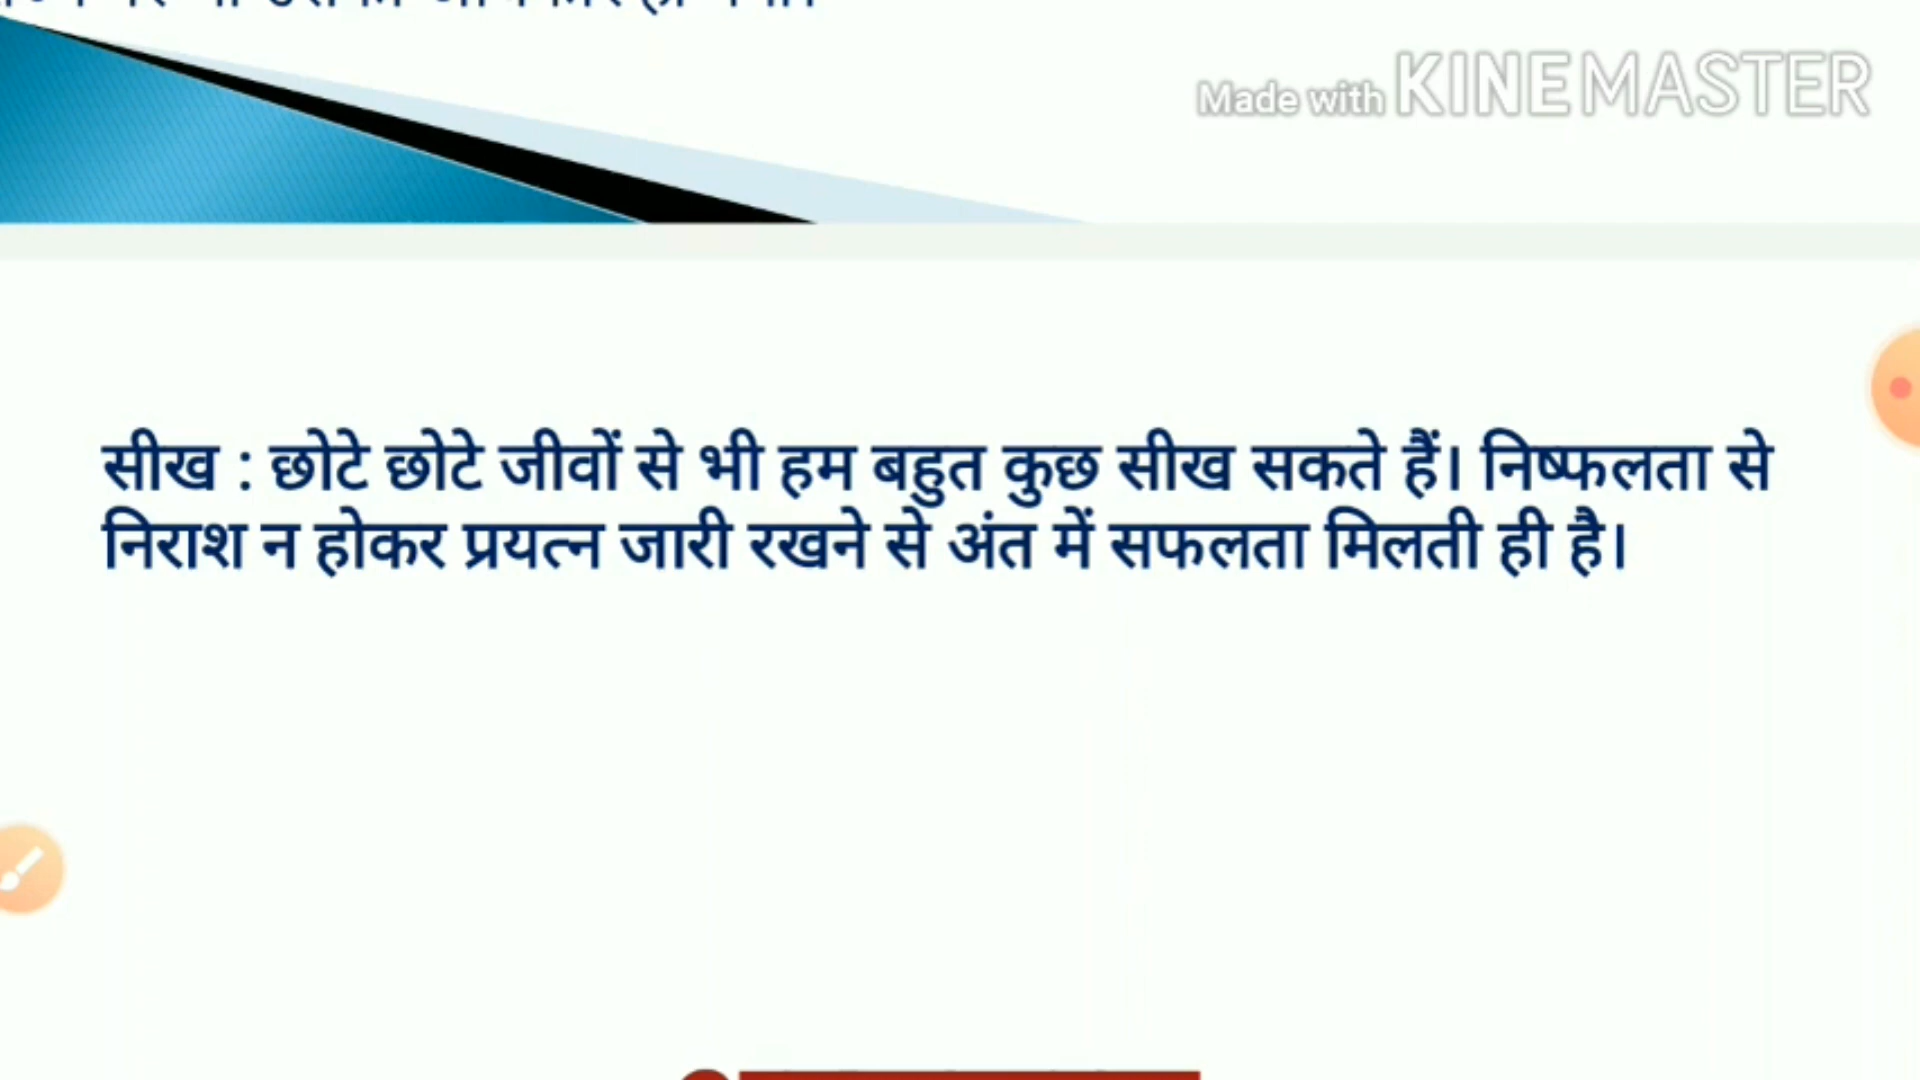 Made with KINEMASTER
सीख : छोटे छोटे जीवों से भी हम बहुत कुछ सीख सकते हैं। निष्फलता से
निराश न होकर प्रयत्न जारी रखने से अंत में सफलता मिलती ही है।